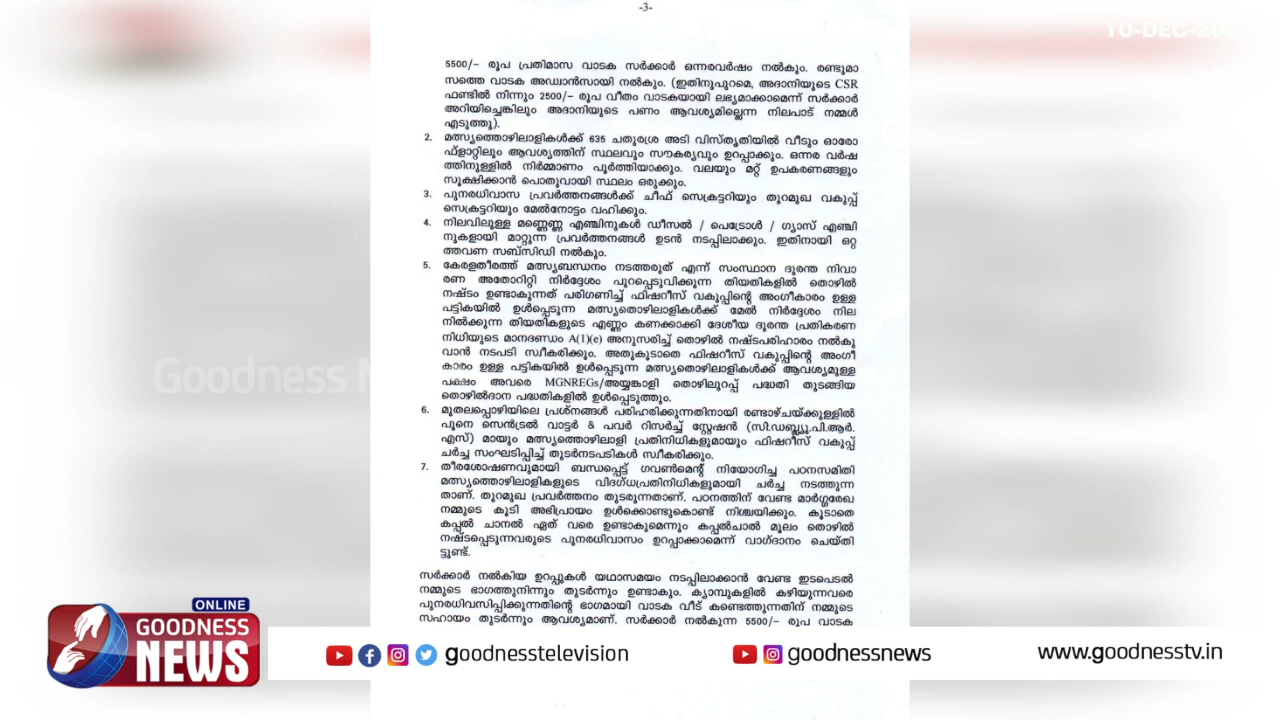 -3-
10-DEC-20
5500/– രൂപ പ്രതിമാസ വാടക സർക്കാർ ഒന്നരവർഷം നൽകും. രണ്ടുമാ
സത്തെ വാടക അഡ്വാൻസായി നൽകും. (ഇതിനുപുറമെ, അദാനിയുടെ CSR
ഫണ്ടിൽ നിന്നും 2500/– രൂപ വീതം വാടകയായി ലഭ്യമാക്കാമെന്ന് സർക്കാർ
അറിയിച്ചെങ്കിലും അദാനിയുടെ പണം ആവശ്യമില്ലെന്ന നിലപാട് നമ്മൾ
എടുത്തു).
2. മത്സ്യത്തൊഴിലാളികൾക്ക് 635 ചതുരശ്ര അടി വിസ്തൃതിയിൽ വീടും ഓരോ
ഫ്ളാറ്റിലും ആവശ്യത്തിന് സ്ഥലവും സൗകര്യവും ഉറപ്പാക്കും. ഒന്നര വർഷ
ത്തിനുള്ളിൽ നിർമ്മാണം പൂർത്തിയാക്കും. വലയും മറ്റ് ഉപകരണങ്ങളും
സൂക്ഷിക്കാൻ പൊതുവായി സ്ഥലം ഒരുക്കും.
3. പുനരധിവാസ പ്രവർത്തനങ്ങൾക്ക് ചീഫ് സെക്രട്ടറിയും തുറമുഖ വകുപ്പ്
സെക്രട്ടറിയും മേൽനോട്ടം വഹിക്കും.
4. നിലവിലുള്ള മണ്ണെണ്ണ എഞ്ചിനുകൾ ഡീസൽ / പെട്രോൾ / ഗ്യാസ് എഞ്ചി
നുകളായി മാറ്റുന്ന പ്രവർത്തനങ്ങൾ ഉടൻ നടപ്പിലാക്കും. ഇതിനായി ഒറ്റ
ത്തവണ സബ്സിഡി നൽകും.
5. കേരളതീരത്ത് മത്സ്യബന്ധനം നടത്തരുത് എന്ന് സംസ്ഥാന ദുരന്ത നിവാ
രണ അതോറിറ്റി നിർദ്ദേശം പുറപ്പെടുവിക്കുന്ന തിയതികളിൽ തൊഴിൽ
നഷ്ടം ഉണ്ടാകുന്നത് പരിഗണിച്ച് ഫിഷറീസ് വകുപ്പിന്റെ അംഗീകാരം ഉള്ള
പട്ടികയിൽ ഉൾപ്പെടുന്ന മത്സ്യതൊഴിലാളികൾക്ക് മേൽ നിർദ്ദേശം നില
നിൽക്കുന്ന തിയതികളുടെ എണ്ണം കണക്കാക്കി ദേശീയ ദുരന്ത പ്രതികരണ
നിധിയുടെ മാനദണ്ഡം A(1)(e) അനുസരിച്ച് തൊഴിൽ നഷ്ടപരിഹാരം നൽകു
വാൻ നടപടി സ്വീകരിക്കും. അതുകൂടാതെ ഫിഷറീസ് വകുപ്പിന്റെ അംഗീ
കാരം ഉള്ള പട്ടികയിൽ ഉൾപ്പെടുന്ന മത്സ്യതൊഴിലാളികൾക്ക് ആവശ്യമുള്ള
പക്ഷം അവരെ MGNREGs/അയ്യങ്കാളി തൊഴിലുറപ്പ് പദ്ധതി തുടങ്ങിയ
തൊഴിൽദാന പദ്ധതികളിൽ ഉൾപ്പെടുത്തും.
6. മുതലപ്പൊഴിയിലെ പ്രശ്നങ്ങൾ പരിഹരിക്കുന്നതിനായി രണ്ടാഴ്ചയ്ക്കുള്ളിൽ
പൂനെ സെൻട്രൽ വാട്ടർ & പവർ റിസർച്ച് സ്റ്റേഷൻ (സി.ഡബ്ല്യൂ.പി.ആർ.
എസ്) മായും മത്സ്യത്തൊഴിലാളി പ്രതിനിധികളുമായും ഫിഷറീസ് വകുപ്പ്
ചർച്ച സംഘടിപ്പിച്ച് തുടർനടപടികൾ സ്വീകരിക്കും.
7. തീരശോഷണവുമായി ബന്ധപ്പെട്ട് ഗവൺമെന്റ് നിയോഗിച്ച പഠനസമിതി
മത്സ്യത്തൊഴിലാളികളുടെ വിദഗ്ധപ്രതിനിധികളുമായി ചർച്ച നടത്തുന്ന
താണ്. തുറമുഖ പ്രവർത്തനം തുടരുന്നതാണ്. പഠനത്തിന് വേണ്ട മാർഗ്ഗരേഖ
നമ്മുടെ കൂടി അഭിപ്രായം ഉൾക്കൊണ്ടുകൊണ്ട് നിശ്ചയിക്കും. കൂടാതെ
കപ്പൽ ചാനൽ ഏത് വരെ ഉണ്ടാകുമെന്നും കപ്പൽചാൽ മൂലം തൊഴിൽ
നഷ്ടപ്പെടുന്നവരുടെ പുനരധിവാസം ഉറപ്പാക്കാമെന്ന് വാഗ്ദാനം ചെയ്തി
ട്ടുണ്ട്.
സർക്കാർ നൽകിയ ഉറപ്പുകൾ യഥാസമയം നടപ്പിലാക്കാൻ വേണ്ട ഇടപെടൽ
നമ്മുടെ ഭാഗത്തുനിന്നും തുടർന്നും ഉണ്ടാകും. ക്യാമ്പുകളിൽ കഴിയുന്നവരെ
പുനരധിവസിപ്പിക്കുന്നതിന്റെ ഭാഗമായി വാടക വീട് കണ്ടെത്തുന്നതിന് നമ്മുടെ
സഹായം തുടർന്നും ആവശ്യമാണ്. സർക്കാർ നൽകുന്ന 5500/– രൂപ വാടക
Goodness N
ONLINE
GOODNESS
NEWS
goodnesstelevision
goodnessnews
www.goodnesstv.in